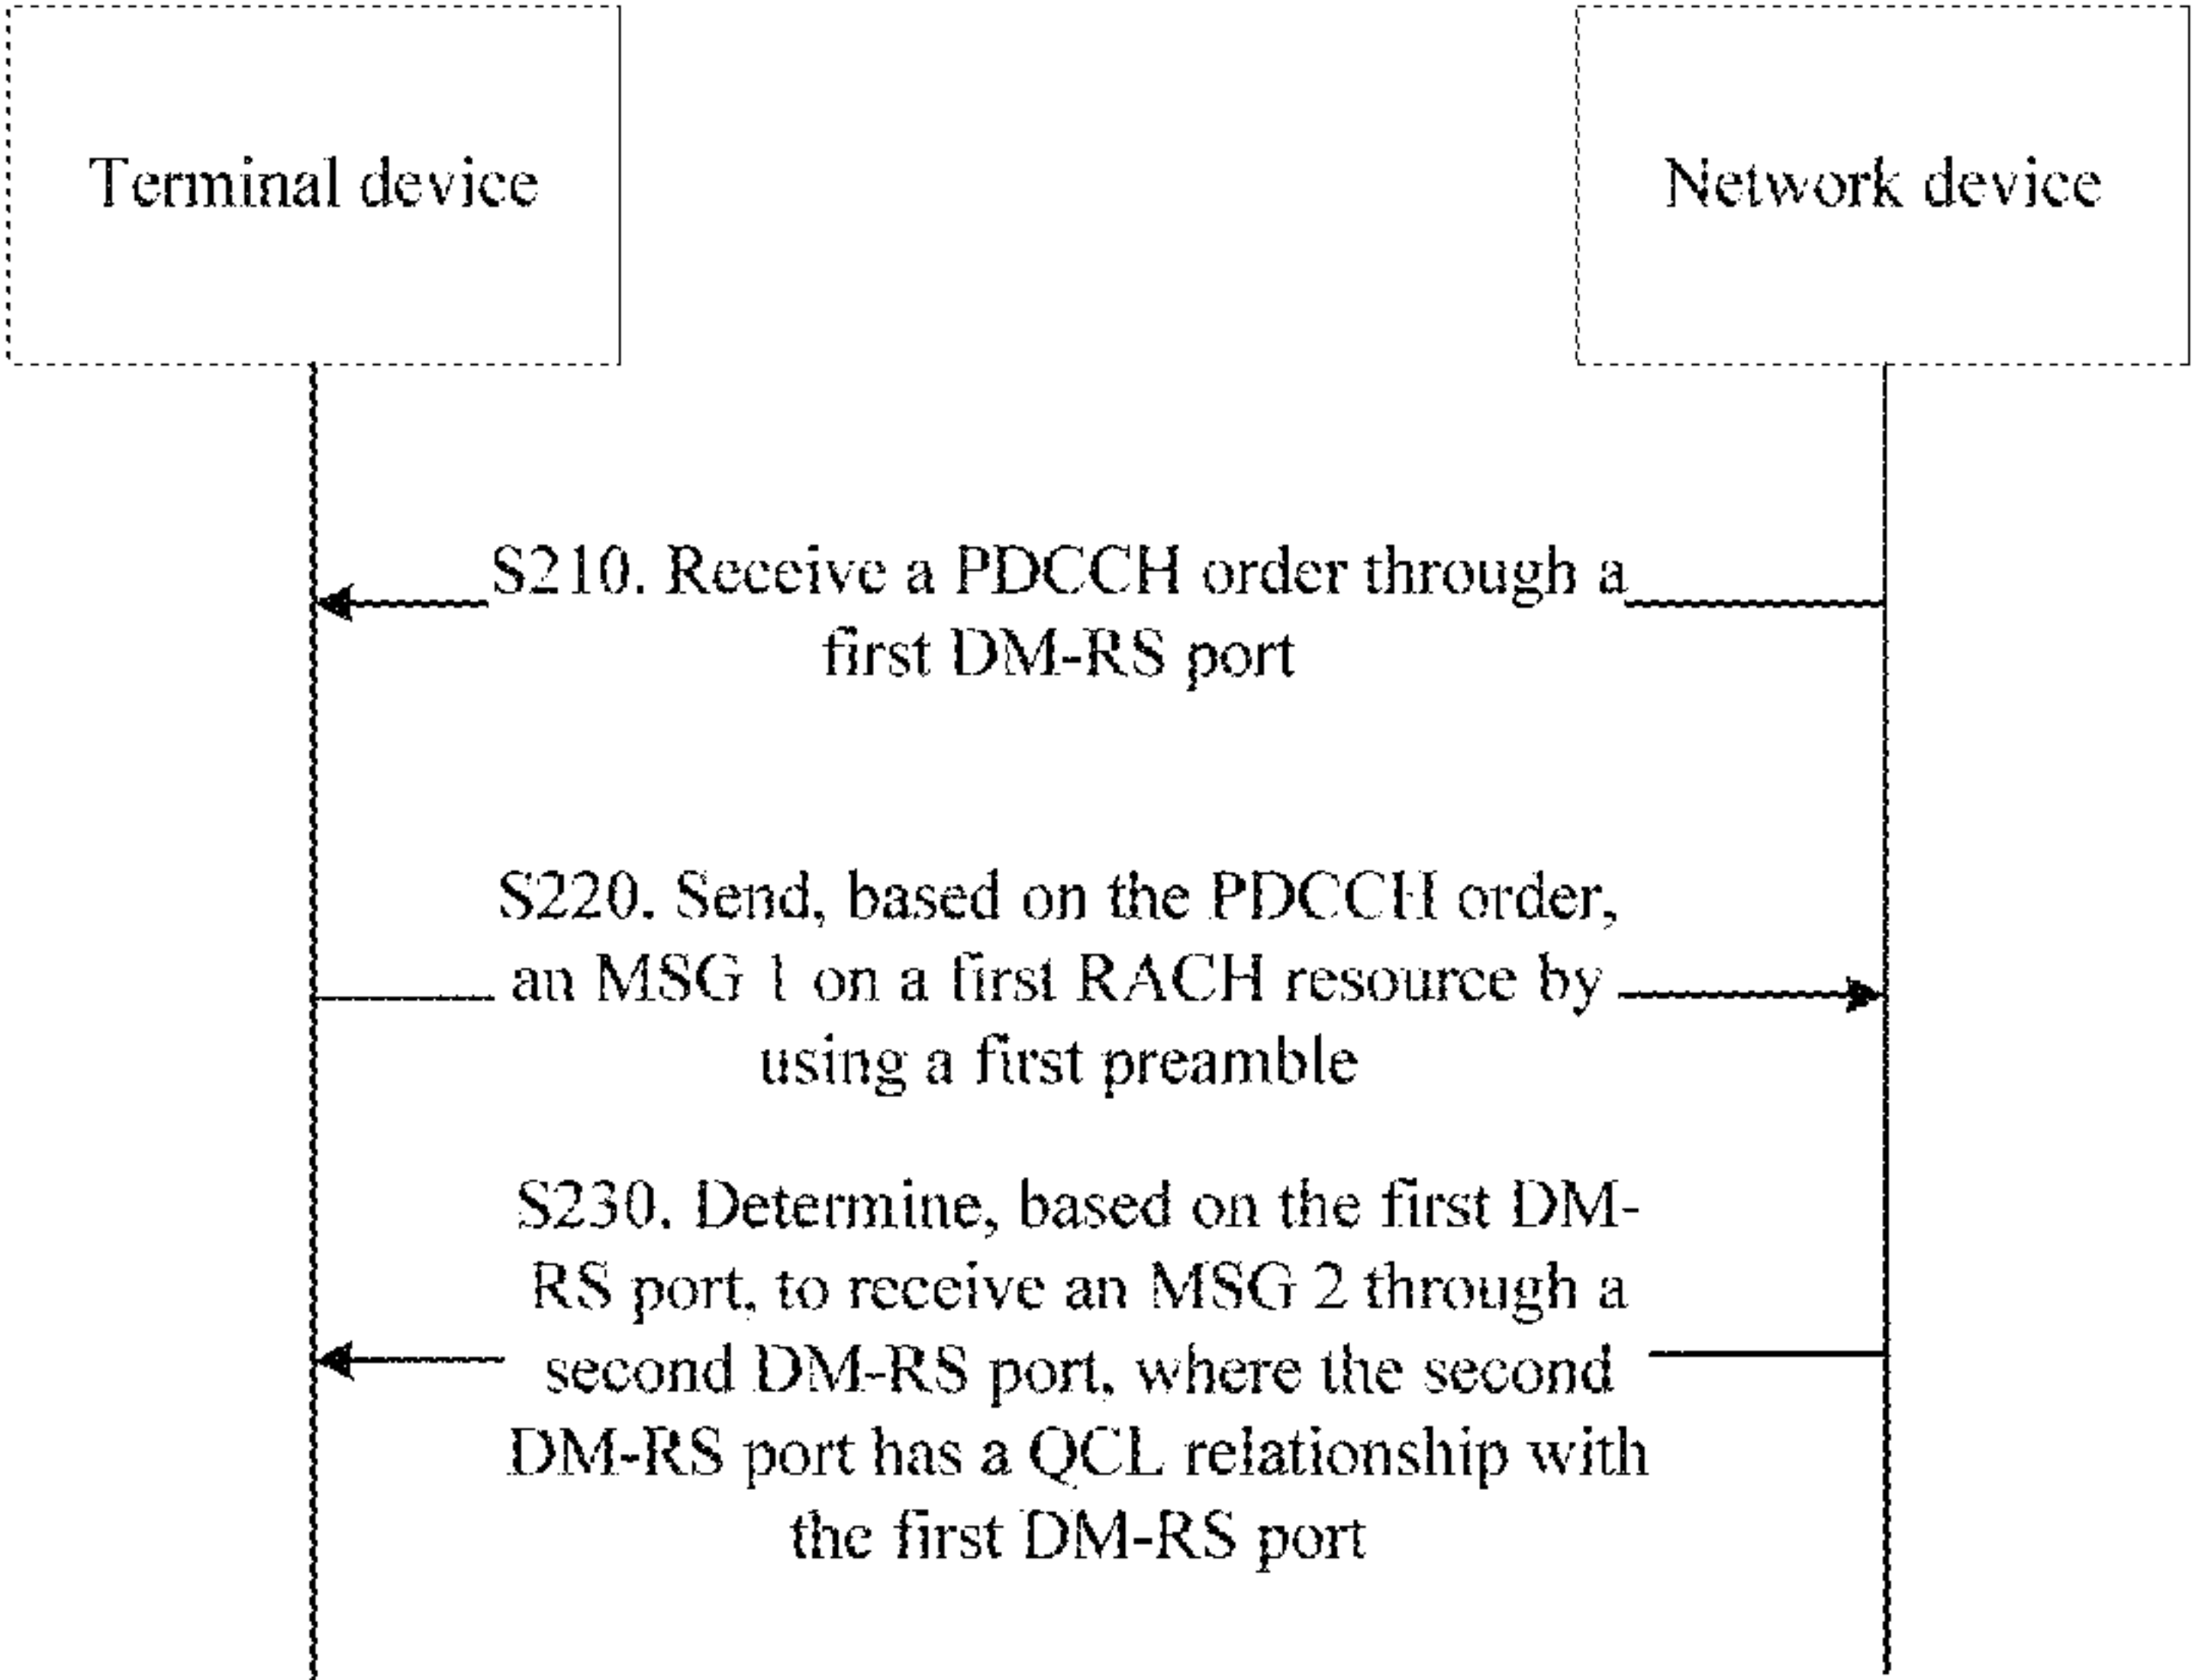 Terminal device
Network device
S210. Receive a PDCCH order through a
first DM-RS port
S220. Send, based on the PDCCH order,
an MSG 1 on a first RACH resource by
using a first preamble
S230. Determine, based on the first DM-
RS port, to receive an MSG 2 through a
second DM-RS port, where the second
DM-RS port has a QCL relationship with
the first DM-RS port